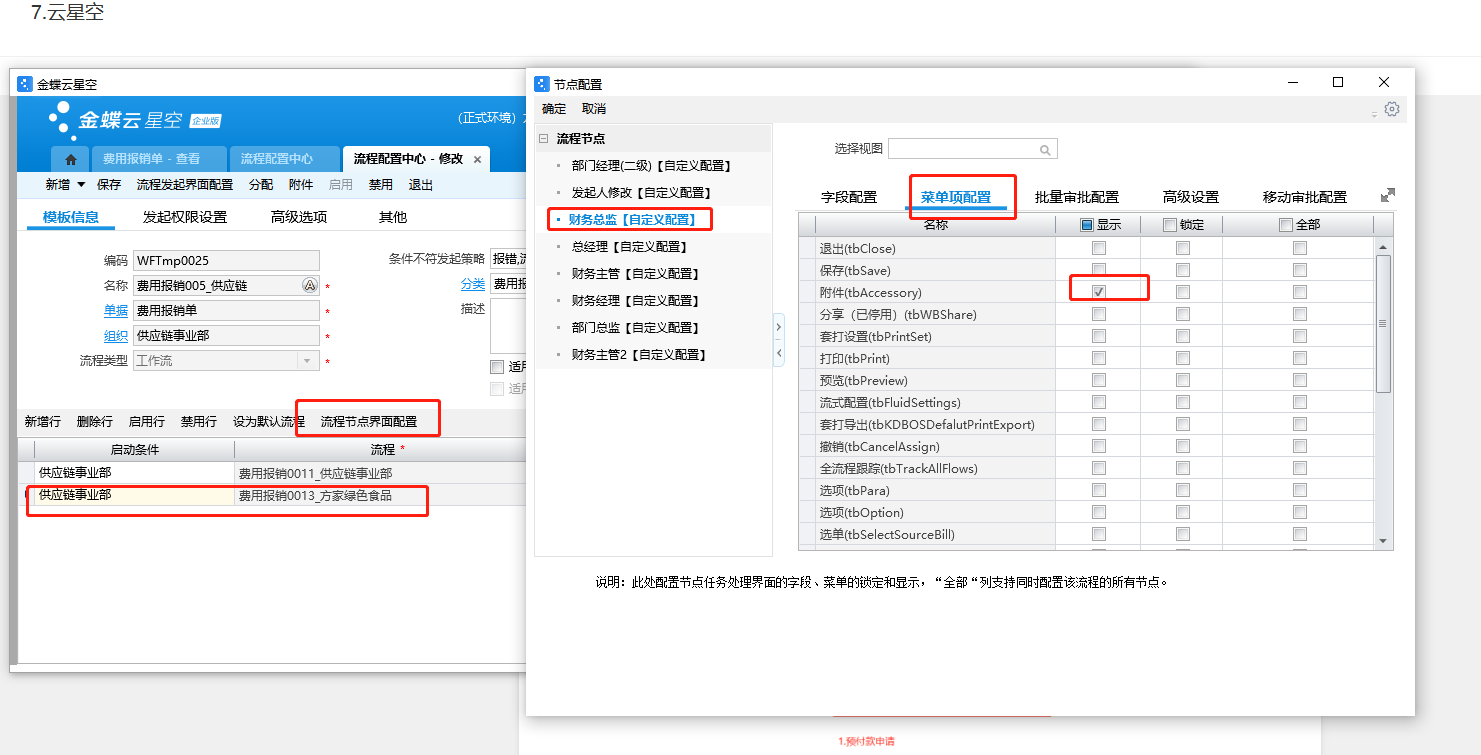 7.云星空
金蝶云星空
金蝶云 星空 企业版
(正式环境)
费用报销单 - 查看 流程配置中心 流程配置中心 - 修改 ×
新增 保存 流程发起界面配置 分配 附件 启用 禁用 退出
模板信息 发起权限设置 高级选项 其他
编码 WFTmp0025 条件不符发起策略 报错,
名称 费用报销005_供应链 * 分类 费用报
单据 费用报销单 * 描述
组织 供应链事业部 *
流程类型 工作流 *
适用
适用
新增行 删除行 启用行 禁用行 设为默认流程 流程节点界面配置
启动条件 流程 *
供应链事业部 费用报销0011_供应链事业部
供应链事业部 费用报销0013_方家绿色食品
节点配置
确定 取消
流程节点
部门经理(二级)【自定义配置】
发起人修改【自定义配置】
财务总监【自定义配置】
总经理【自定义配置】
财务主管【自定义配置】
财务经理【自定义配置】
部门总监【自定义配置】
财务主管2【自定义配置】
选择视图
字段配置 菜单项配置 批量审批配置 高级设置 移动审批配置
名称 显示 锁定 全部
退出(tbClose)
保存(tbSave)
附件(tbAccessory)
分享（已停用）(tbWBShare)
套打设置(tbPrintSet)
打印(tbPrint)
预览(tbPreview)
流式配置(tbFluidSettings)
套打导出(tbKDBOSDefalutPrintExport)
撤销(tbCancelAssign)
全流程跟踪(tbTrackAllFlows)
选项(tbPara)
选项(tbOption)
选单(tbSelectSourceBill)
说明：此处配置节点任务处理界面的字段、菜单的锁定和显示，“全部“列支持同时配置该流程的所有节点。
1.预付款申请